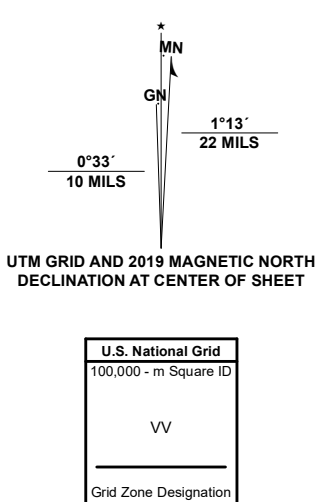 ★
MN
GN
1°13´
22 MILS
0°33´
10 MILS
UTM GRID AND 2019 MAGNETIC NORTH
DECLINATION AT CENTER OF SHEET
U.S. National Grid
100,000 - m Square ID
VV
Grid Zone Designation